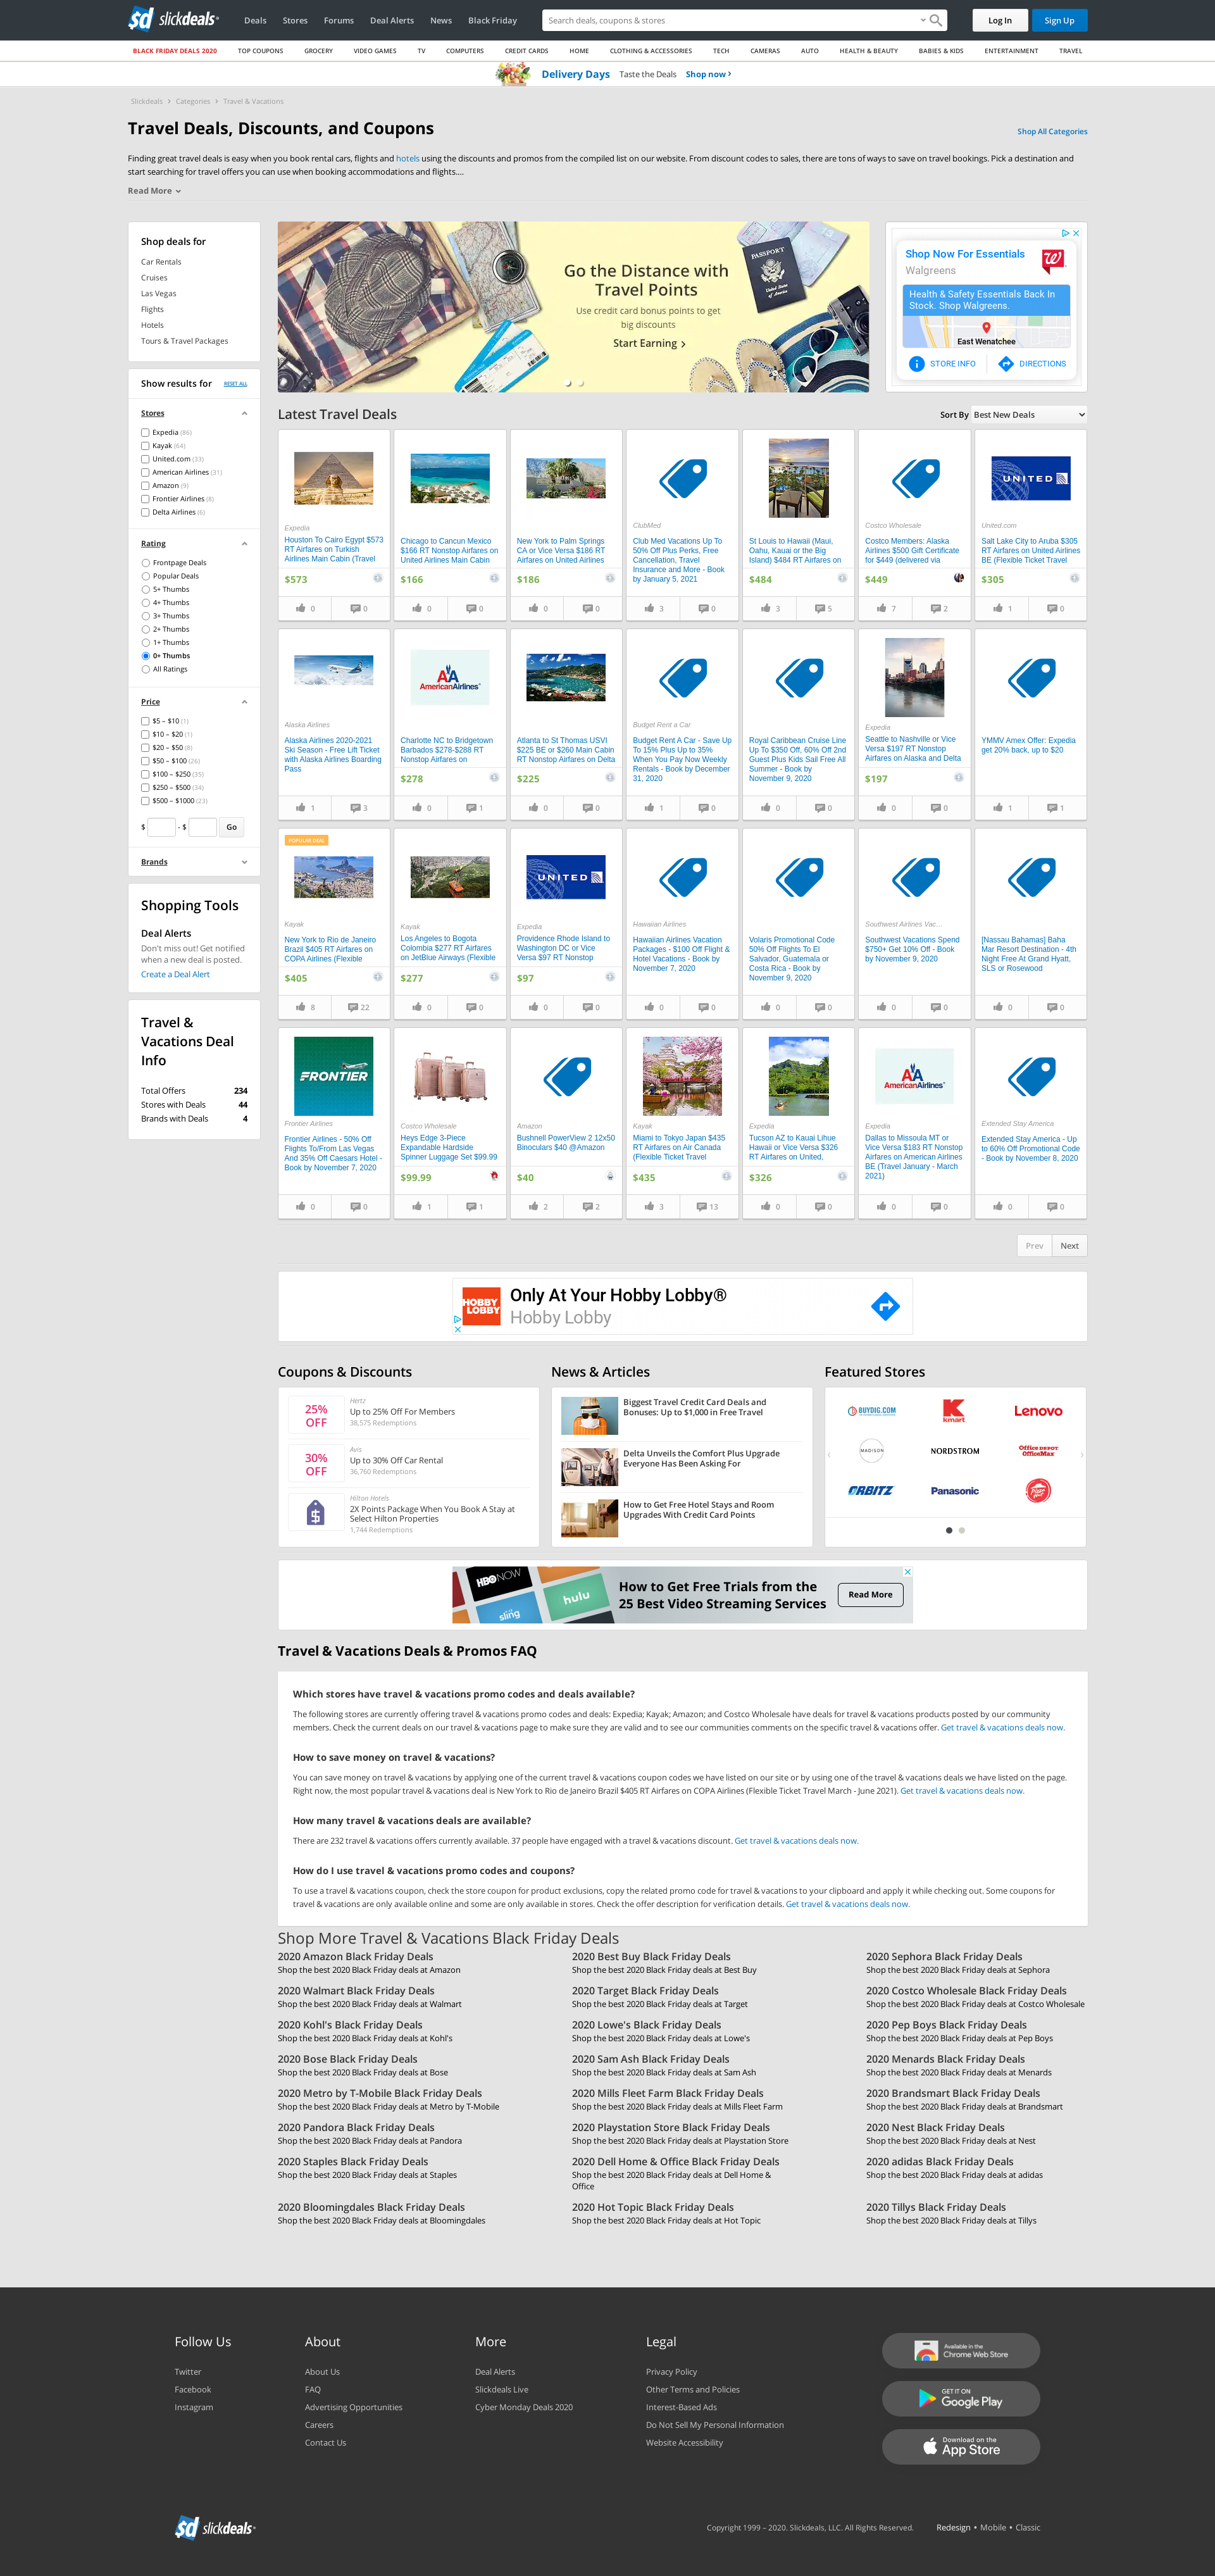 sd slickdeals
Deals Stores Forums Deal Alerts News Black Friday
Search deals, coupons & stores
Log In Sign Up
BLACK FRIDAY DEALS 2020 TOP COUPONS GROCERY VIDEO GAMES TV COMPUTERS CREDIT CARDS HOME CLOTHING & ACCESSORIES TECH CAMERAS AUTO HEALTH & BEAUTY BABIES & KIDS ENTERTAINMENT TRAVEL
Delivery Days Taste the Deals Shop now ›
Slickdeals › Categories › Travel & Vacations
Travel Deals, Discounts, and Coupons
Shop All Categories
Finding great travel deals is easy when you book rental cars, flights and hotels using the discounts and promos from the compiled list on our website. From discount codes to sales, there are tons of ways to save on travel bookings. Pick a destination and
start searching for travel offers you can use when booking accommodations and flights....
Read More
Shop deals for
Car Rentals
Cruises
Las Vegas
Flights
Hotels
Tours & Travel Packages
Show results for RESET ALL
Stores
Expedia (86)
Kayak (64)
United.com (33)
American Airlines (31)
Amazon (9)
Frontier Airlines (8)
Delta Airlines (6)
Rating
Frontpage Deals
Popular Deals
5+ Thumbs
4+ Thumbs
3+ Thumbs
2+ Thumbs
1+ Thumbs
0+ Thumbs
All Ratings
Price
$5 – $10 (1)
$10 – $20 (1)
$20 – $50 (8)
$50 – $100 (26)
$100 – $250 (35)
$250 – $500 (34)
$500 – $1000 (23)
$ - $ Go
Brands
Shopping Tools
Deal Alerts
Don't miss out! Get notified
when a new deal is posted.
Create a Deal Alert
Travel &
Vacations Deal
Info
Total Offers 234
Stores with Deals 44
Brands with Deals 4
Go the Distance with
Travel Points
Use credit card bonus points to get
big discounts
Start Earning ›
PASSPORT
Shop Now For Essentials
Walgreens
Health & Safety Essentials Back In
Stock. Shop Walgreens.
East Wenatchee
STORE INFO DIRECTIONS
Latest Travel Deals
Sort By Best New Deals
Expedia
Houston To Cairo Egypt $573
RT Airfares on Turkish
Airlines Main Cabin (Travel
$573
0 0
Chicago to Cancun Mexico
$166 RT Nonstop Airfares on
United Airlines Main Cabin
$166
0 0
New York to Palm Springs
CA or Vice Versa $186 RT
Airfares on United Airlines
$186
0 0
ClubMed
Club Med Vacations Up To
50% Off Plus Perks, Free
Cancellation, Travel
Insurance and More - Book
by January 5, 2021
3 0
St Louis to Hawaii (Maui,
Oahu, Kauai or the Big
Island) $484 RT Airfares on
$484
3 5
Costco Wholesale
Costco Members: Alaska
Airlines $500 Gift Certificate
for $449 (delivered via
$449
7 2
UNITED
United.com
Salt Lake City to Aruba $305
RT Airfares on United Airlines
BE (Flexible Ticket Travel
$305
1 0
Alaska Airlines
Alaska Airlines 2020-2021
Ski Season - Free Lift Ticket
with Alaska Airlines Boarding
Pass
1 3
AmericanAirlines
Charlotte NC to Bridgetown
Barbados $278-$288 RT
Nonstop Airfares on
$278
0 1
Atlanta to St Thomas USVI
$225 BE or $260 Main Cabin
RT Nonstop Airfares on Delta
$225
0 0
Budget Rent a Car
Budget Rent A Car - Save Up
To 15% Plus Up to 35%
When You Pay Now Weekly
Rentals - Book by December
31, 2020
1 0
Royal Caribbean Cruise Line
Up To $350 Off, 60% Off 2nd
Guest Plus Kids Sail Free All
Summer - Book by
November 9, 2020
0 0
Expedia
Seattle to Nashville or Vice
Versa $197 RT Nonstop
Airfares on Alaska and Delta
$197
0 0
YMMV Amex Offer: Expedia
get 20% back, up to $20
1 1
POPULAR DEAL
Kayak
New York to Rio de Janeiro
Brazil $405 RT Airfares on
COPA Airlines (Flexible
$405
8 22
Kayak
Los Angeles to Bogota
Colombia $277 RT Airfares
on JetBlue Airways (Flexible
$277
0 0
UNITED
Expedia
Providence Rhode Island to
Washington DC or Vice
Versa $97 RT Nonstop
$97
0 0
Hawaiian Airlines
Hawaiian Airlines Vacation
Packages - $100 Off Flight &
Hotel Vacations - Book by
November 7, 2020
0 0
Volaris Promotional Code
50% Off Flights To El
Salvador, Guatemala or
Costa Rica - Book by
November 9, 2020
0 0
Southwest Airlines Vac...
Southwest Vacations Spend
$750+ Get 10% Off - Book
by November 9, 2020
0 0
[Nassau Bahamas] Baha
Mar Resort Destination - 4th
Night Free At Grand Hyatt,
SLS or Rosewood
0 0
FRONTIER
Frontier Airlines
Frontier Airlines - 50% Off
Flights To/From Las Vegas
And 35% Off Caesars Hotel -
Book by November 7, 2020
0 0
Costco Wholesale
Heys Edge 3-Piece
Expandable Hardside
Spinner Luggage Set $99.99
$99.99
1 1
Amazon
Bushnell PowerView 2 12x50
Binoculars $40 @Amazon
$40
2 2
Kayak
Miami to Tokyo Japan $435
RT Airfares on Air Canada
(Flexible Ticket Travel
$435
3 13
Expedia
Tucson AZ to Kauai Lihue
Hawaii or Vice Versa $326
RT Airfares on United,
$326
0 0
AmericanAirlines
Expedia
Dallas to Missoula MT or
Vice Versa $183 RT Nonstop
Airfares on American Airlines
BE (Travel January - March
2021)
0 0
Extended Stay America
Extended Stay America - Up
to 60% Off Promotional Code
- Book by November 8, 2020
0 0
Prev Next
HOBBY LOBBY
Only At Your Hobby Lobby®
Hobby Lobby
Coupons & Discounts
25% OFF
Hertz
Up to 25% Off For Members
38,575 Redemptions
30% OFF
Avis
Up to 30% Off Car Rental
36,760 Redemptions
Hilton Hotels
2X Points Package When You Book A Stay at
Select Hilton Properties
1,744 Redemptions
News & Articles
Biggest Travel Credit Card Deals and
Bonuses: Up to $1,000 in Free Travel
Delta Unveils the Comfort Plus Upgrade
Everyone Has Been Asking For
How to Get Free Hotel Stays and Room
Upgrades With Credit Card Points
Featured Stores
BUYDIG.COM Kmart Lenovo
MADISON NORDSTROM Office DEPOT OfficeMax
ORBITZ Panasonic Pizza Hut
HBO NOW
sling hulu
How to Get Free Trials from the
25 Best Video Streaming Services
Read More
Travel & Vacations Deals & Promos FAQ
Which stores have travel & vacations promo codes and deals available?
The following stores are currently offering travel & vacations promo codes and deals: Expedia; Kayak; Amazon; and Costco Wholesale have deals for travel & vacations products posted by our community
members. Check the current deals on our travel & vacations page to make sure they are valid and to see our communities comments on the specific travel & vacations offer. Get travel & vacations deals now.
How to save money on travel & vacations?
You can save money on travel & vacations by applying one of the current travel & vacations coupon codes we have listed on our site or by using one of the travel & vacations deals we have listed on the page.
Right now, the most popular travel & vacations deal is New York to Rio de Janeiro Brazil $405 RT Airfares on COPA Airlines (Flexible Ticket Travel March - June 2021). Get travel & vacations deals now.
How many travel & vacations deals are available?
There are 232 travel & vacations offers currently available. 37 people have engaged with a travel & vacations discount. Get travel & vacations deals now.
How do I use travel & vacations promo codes and coupons?
To use a travel & vacations coupon, check the store coupon for product exclusions, copy the related promo code for travel & vacations to your clipboard and apply it while checking out. Some coupons for
travel & vacations are only available online and some are only available in stores. Check the offer description for verification details. Get travel & vacations deals now.
Shop More Travel & Vacations Black Friday Deals
2020 Amazon Black Friday Deals
Shop the best 2020 Black Friday deals at Amazon
2020 Best Buy Black Friday Deals
Shop the best 2020 Black Friday deals at Best Buy
2020 Sephora Black Friday Deals
Shop the best 2020 Black Friday deals at Sephora
2020 Walmart Black Friday Deals
Shop the best 2020 Black Friday deals at Walmart
2020 Target Black Friday Deals
Shop the best 2020 Black Friday deals at Target
2020 Costco Wholesale Black Friday Deals
Shop the best 2020 Black Friday deals at Costco Wholesale
2020 Kohl's Black Friday Deals
Shop the best 2020 Black Friday deals at Kohl's
2020 Lowe's Black Friday Deals
Shop the best 2020 Black Friday deals at Lowe's
2020 Pep Boys Black Friday Deals
Shop the best 2020 Black Friday deals at Pep Boys
2020 Bose Black Friday Deals
Shop the best 2020 Black Friday deals at Bose
2020 Sam Ash Black Friday Deals
Shop the best 2020 Black Friday deals at Sam Ash
2020 Menards Black Friday Deals
Shop the best 2020 Black Friday deals at Menards
2020 Metro by T-Mobile Black Friday Deals
Shop the best 2020 Black Friday deals at Metro by T-Mobile
2020 Mills Fleet Farm Black Friday Deals
Shop the best 2020 Black Friday deals at Mills Fleet Farm
2020 Brandsmart Black Friday Deals
Shop the best 2020 Black Friday deals at Brandsmart
2020 Pandora Black Friday Deals
Shop the best 2020 Black Friday deals at Pandora
2020 Playstation Store Black Friday Deals
Shop the best 2020 Black Friday deals at Playstation Store
2020 Nest Black Friday Deals
Shop the best 2020 Black Friday deals at Nest
2020 Staples Black Friday Deals
Shop the best 2020 Black Friday deals at Staples
2020 Dell Home & Office Black Friday Deals
Shop the best 2020 Black Friday deals at Dell Home &
Office
2020 adidas Black Friday Deals
Shop the best 2020 Black Friday deals at adidas
2020 Bloomingdales Black Friday Deals
Shop the best 2020 Black Friday deals at Bloomingdales
2020 Hot Topic Black Friday Deals
Shop the best 2020 Black Friday deals at Hot Topic
2020 Tillys Black Friday Deals
Shop the best 2020 Black Friday deals at Tillys
Follow Us
Twitter
Facebook
Instagram
About
About Us
FAQ
Advertising Opportunities
Careers
Contact Us
More
Deal Alerts
Slickdeals Live
Cyber Monday Deals 2020
Legal
Privacy Policy
Other Terms and Policies
Interest-Based Ads
Do Not Sell My Personal Information
Website Accessibility
Available in the
Chrome Web Store
GET IT ON
Google Play
Download on the
App Store
sd slickdeals
Copyright 1999 – 2020. Slickdeals, LLC. All Rights Reserved. Redesign • Mobile • Classic